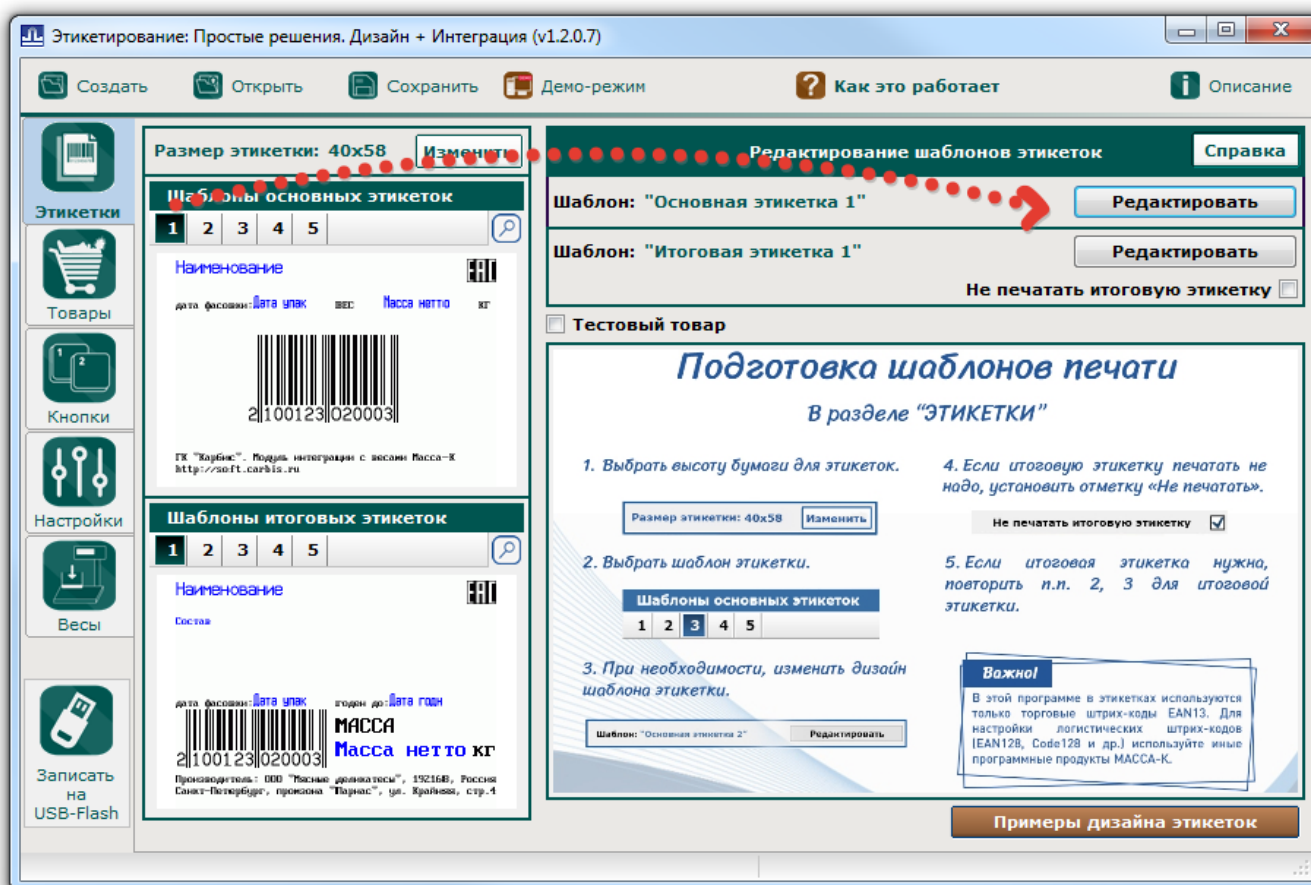 Этикетирование: Простые решения. Дизайн + Интеграция (v1.2.0.7)
Создать
Открыть
Сохранить
Демо-режим
? Как это работает
i Описание
Этикетки
Товары
1 2
Кнопки
Настройки
Весы
Записать
на
USB-Flash
Размер этикетки: 40x58 Изменить
Шаблоны основных этикеток
1 2 3 4 5
Наименование
EAC
дата фасовки: Дата упак ВЕС Масса нетто кг
2 100123 020003
ГК "Карбис". Модуль интеграции с весами Масса-К
http://soft.carbis.ru
Шаблоны итоговых этикеток
1 2 3 4 5
Наименование
EAC
Состав
дата фасовки: Дата упак годен до: Дата годн
МАССА
Масса нетто кг
2 100123 020003
Производитель: ООО "Мясные деликатесы", 192168, Россия
Санкт-Петербург, промзона "Парнас", ул. Крайняя, стр.4
Редактирование шаблонов этикеток Справка
Шаблон: "Основная этикетка 1" Редактировать
Шаблон: "Итоговая этикетка 1" Редактировать
Не печатать итоговую этикетку
Тестовый товар
Подготовка шаблонов печати
В разделе “ЭТИКЕТКИ”
1. Выбрать высоту бумаги для этикеток.
Размер этикетки: 40x58 Изменить
2. Выбрать шаблон этикетки.
Шаблоны основных этикеток
1 2 3 4 5
3. При необходимости, изменить дизайн
шаблона этикетки.
Шаблон: "Основная этикетка 2" Редактировать
4. Если итоговую этикетку печатать не
надо, установить отметку «Не печатать».
Не печатать итоговую этикетку
5. Если итоговая этикетка нужна,
повторить п.п. 2, 3 для итоговой
этикетки.
Важно!
В этой программе в этикетках используются
только торговые штрих-коды EAN13. Для
настройки логистических штрих-кодов
(EAN128, Code128 и др.) используйте иные
программные продукты МАССА-К.
Примеры дизайна этикеток